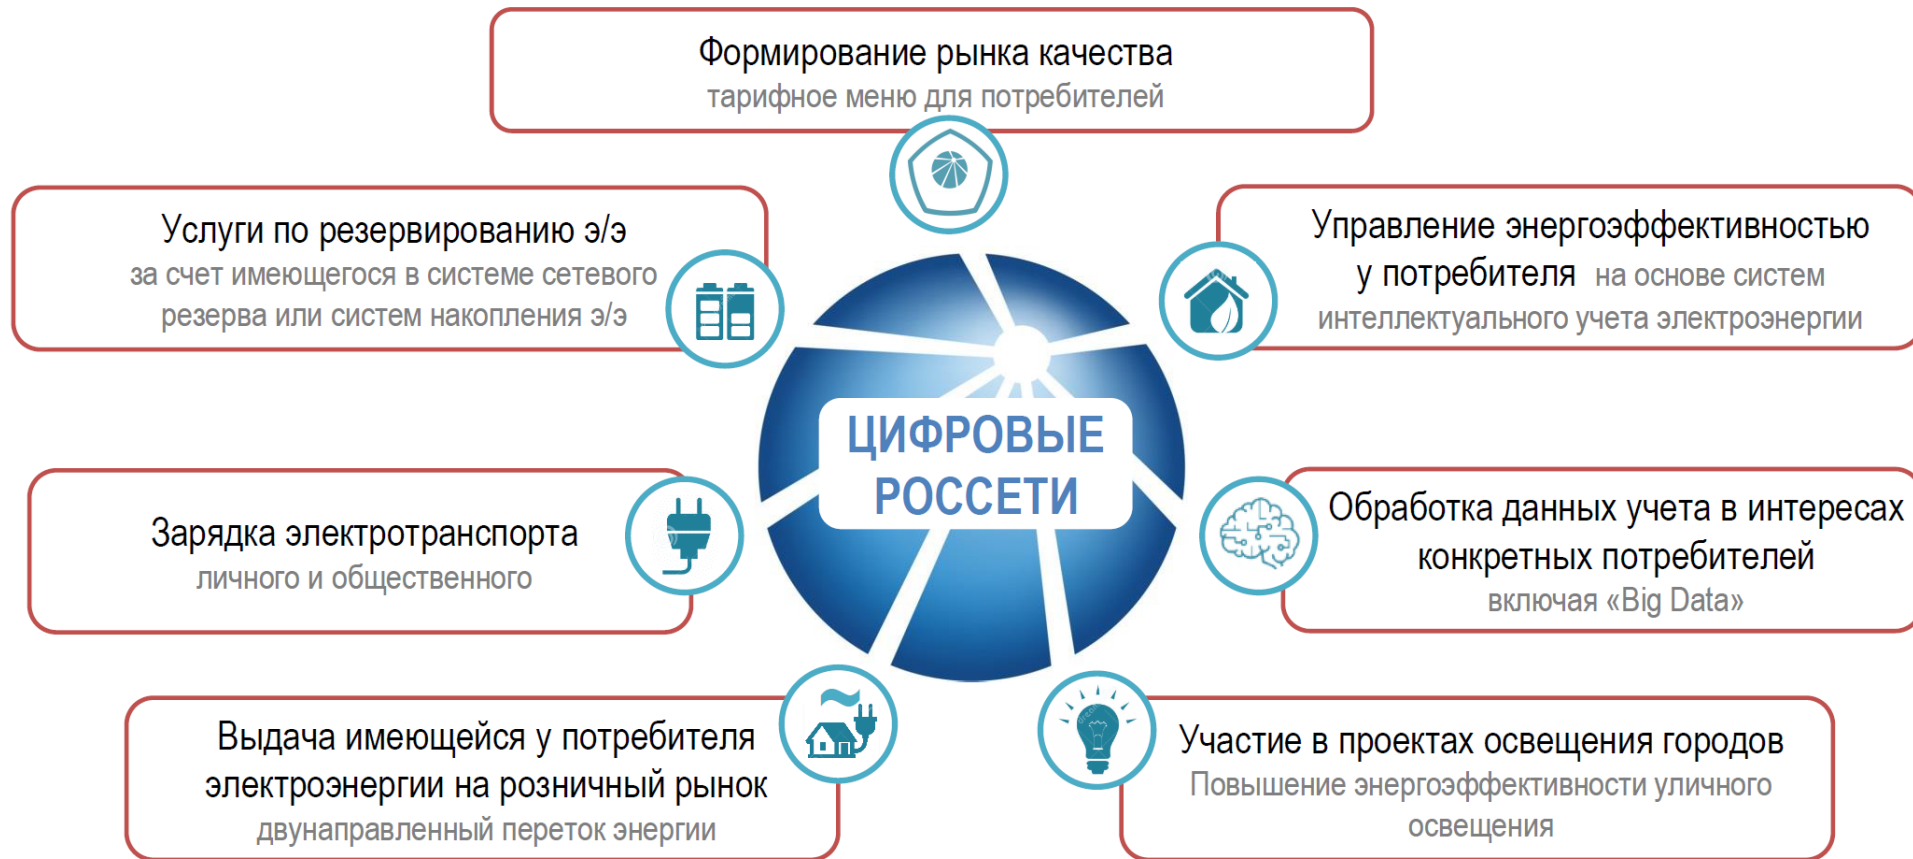 Формирование рынка качества
тарифное меню для потребителей
Услуги по резервированию э/э
за счет имеющегося в системе сетевого
резерва или систем накопления э/э
Управление энергоэффективностью
у потребителя на основе систем
интеллектуального учета электроэнергии
ЦИФРОВЫЕ
РОССЕТИ
Зарядка электротранспорта
личного и общественного
Обработка данных учета в интересах
конкретных потребителей
включая «Big Data»
Выдача имеющейся у потребителя
электроэнергии на розничный рынок
двунаправленный переток энергии
Участие в проектах освещения городов
Повышение энергоэффективности уличного
освещения